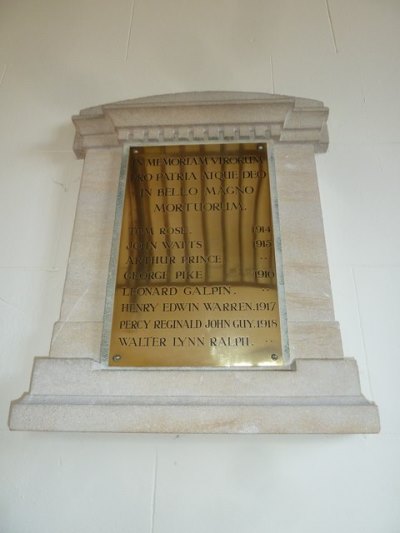 IN MEMORIAM VIRORUM
PRO PATRIA ATQUE DEO
IN BELLO MAGNO
MORTUORUM.
TOM ROSE. 1914
JOHN WATTS 1915
ARTHUR PRINCE "
GEORGE PIKE 1916
LEONARD GALPIN. "
HENRY EDWIN WARREN. 1917
PERCY REGINALD JOHN GUY. 1918
WALTER LYNN RALPH. "